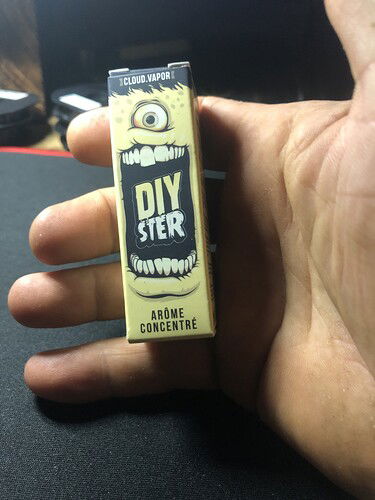 CLOUD.VAPOR
DIY
STER
ARÔME
CONCENTRÉ